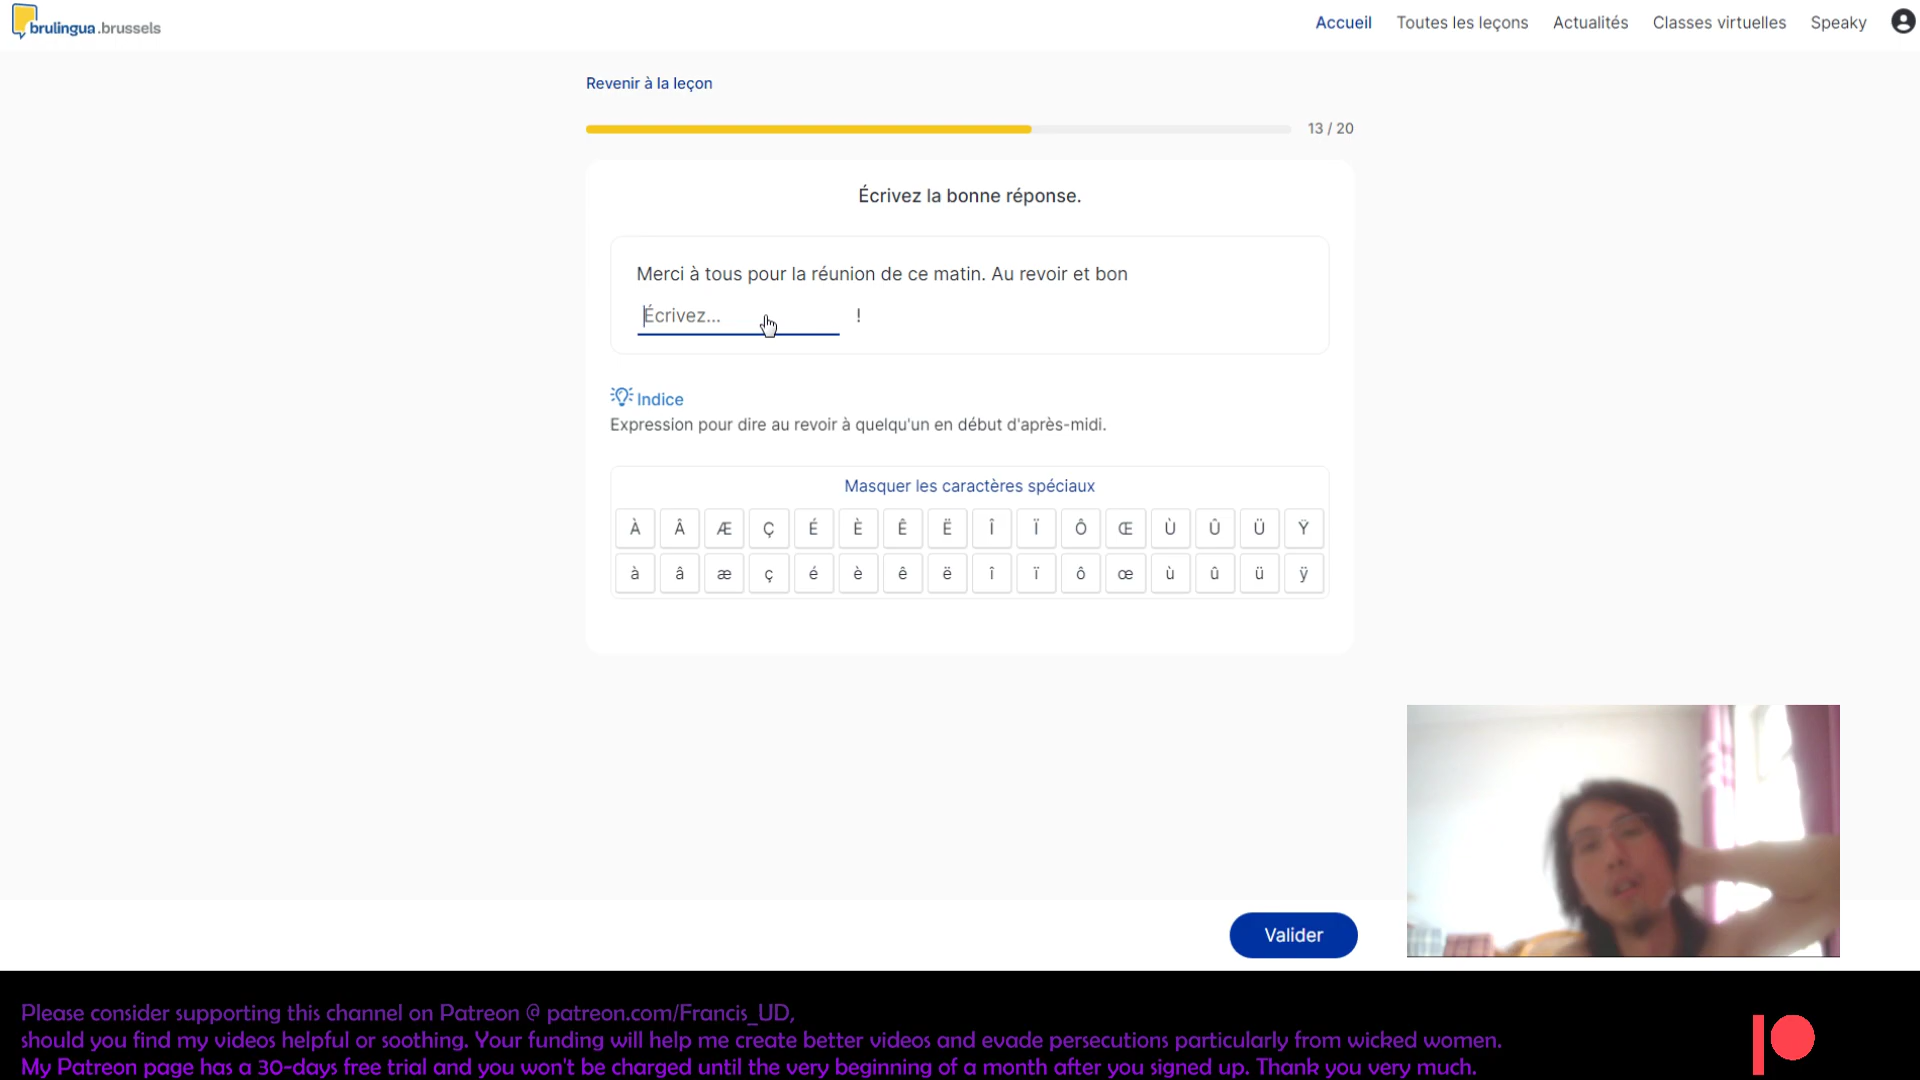 brulingua.brussels
Accueil Toutes les leçons Actualités Classes virtuelles Speaky
Revenir à la leçon
13 / 20
Écrivez la bonne réponse.
Merci à tous pour la réunion de ce matin. Au revoir et bon
Écrivez... !
Indice
Expression pour dire au revoir à quelqu'un en début d'après-midi.
Masquer les caractères spéciaux
À Â Æ Ç É È Ê Ë Î Ï Ô Œ Ù Û Ü Ÿ
à â æ ç é è ê ë î ï ô œ ù û ü ÿ
Valider
Please consider supporting this channel on Patreon @ patreon.com/Francis_UD,
should you find my videos helpful or soothing. Your funding will help me create better videos and evade persecutions particularly from wicked women.
My Patreon page has a 30-days free trial and you won't be charged until the very beginning of a month after you signed up. Thank you very much.